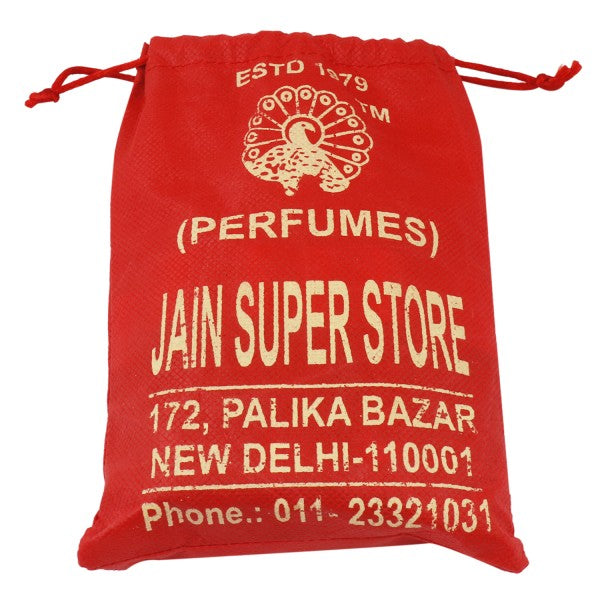 ESTD 1979
TM
(PERFUMES)
JAIN SUPER STORE
172, PALIKA BAZAR
NEW DELHI-110001
Phone.: 011- 23321031